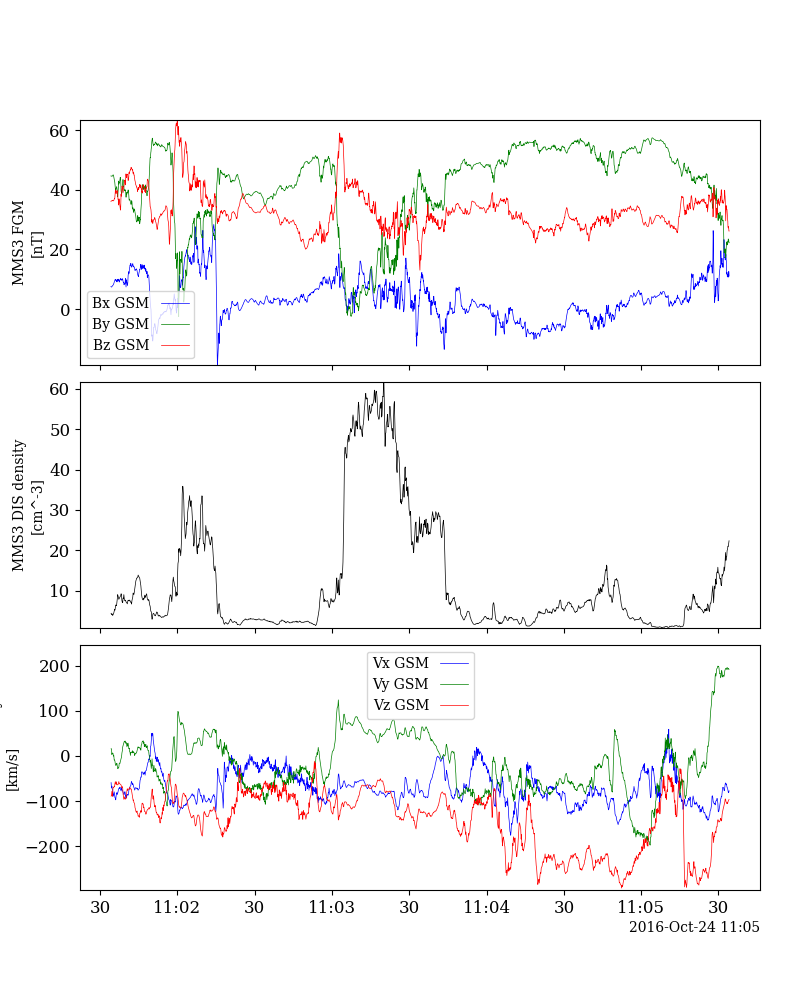 MMS3 FGM
[nT]
60
40
20
0
Bx GSM
By GSM
Bz GSM
MMS3 DIS density
[cm^-3]
60
50
40
30
20
10
[km/s]
200
100
0
−100
−200
Vx GSM
Vy GSM
Vz GSM
30 11:02 30 11:03 30 11:04 30 11:05 30
2016-Oct-24 11:05